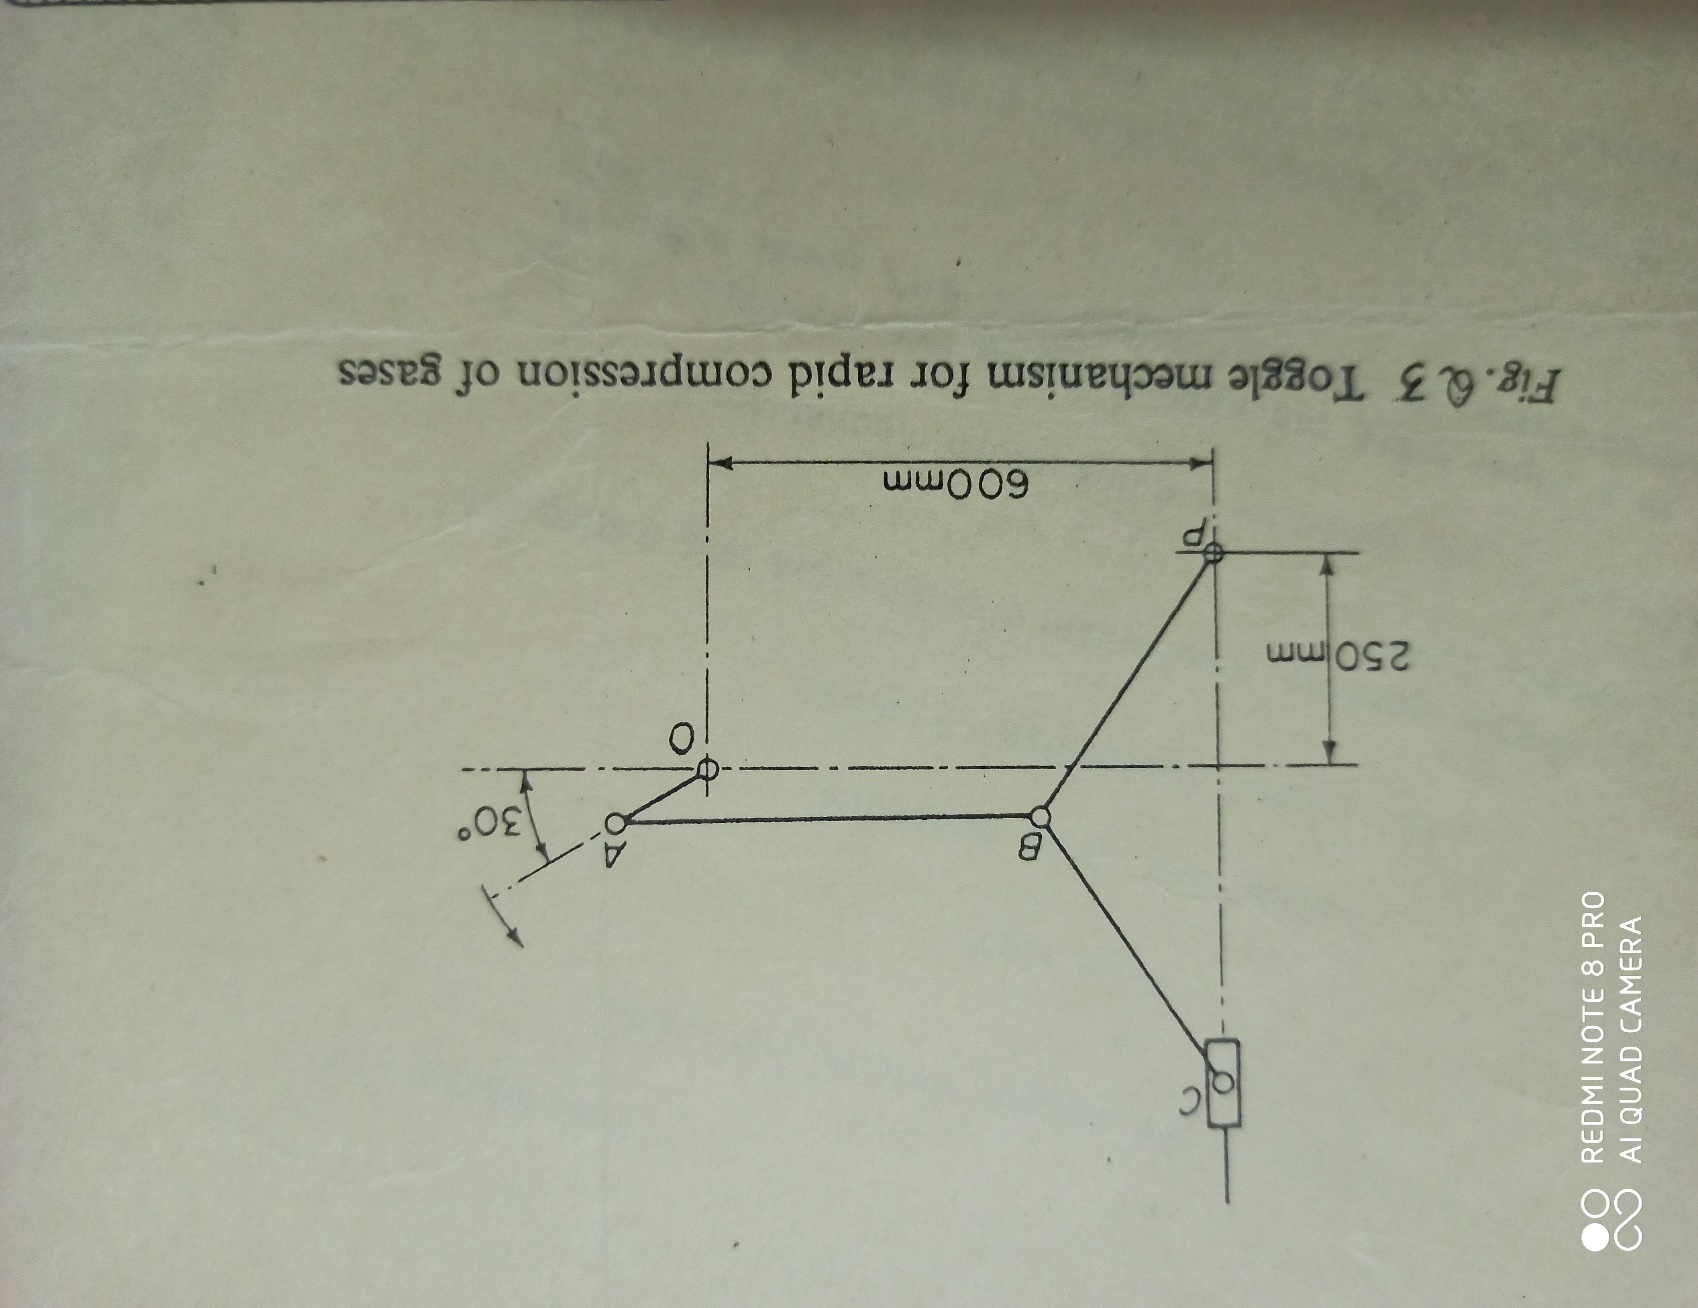 C
B
A
30°
O
250mm
P
600mm
Fig. Q 3 Toggle mechanism for rapid compression of gases
REDMI NOTE 8 PRO
AI QUAD CAMERA